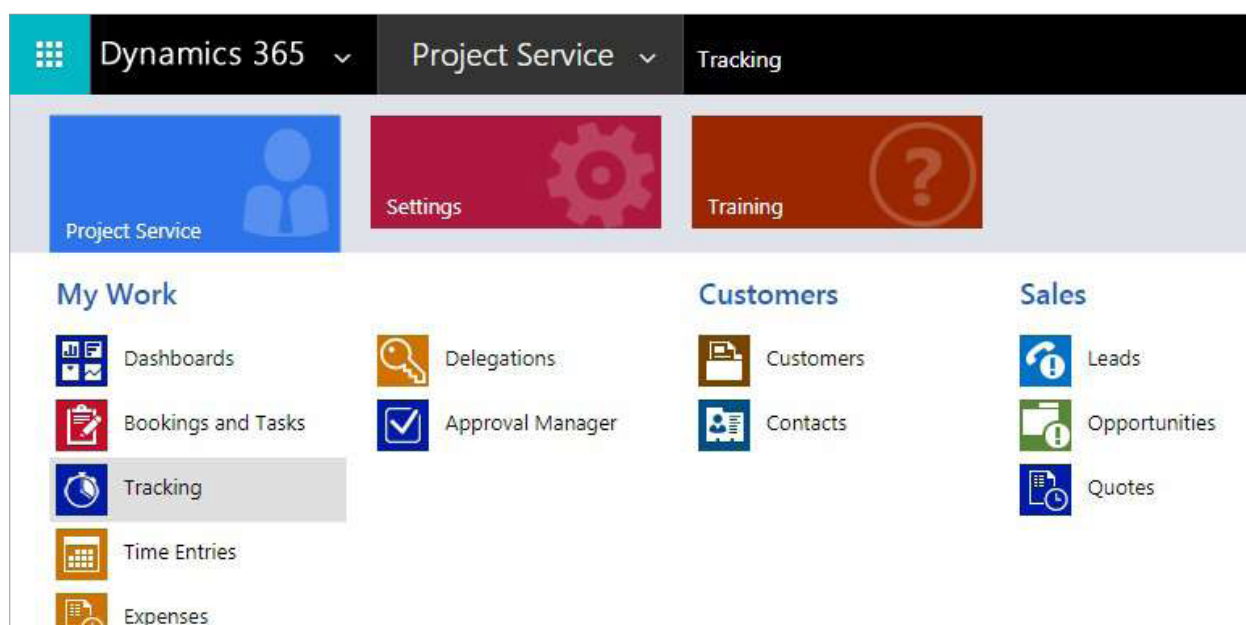 Dynamics 365
Project Service
Tracking
Project Service
Settings
Training
My Work
Dashboards
Bookings and Tasks
Tracking
Time Entries
Expenses
Delegations
Approval Manager
Customers
Customers
Contacts
Sales
Leads
Opportunities
Quotes